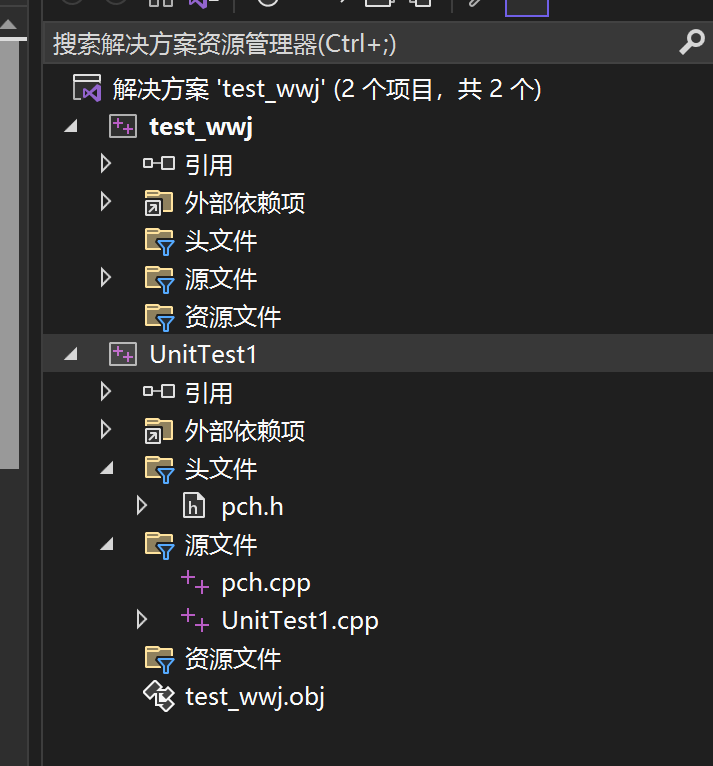 搜索解决方案资源管理器(Ctrl+;)
解决方案 'test_wwj' (2 个项目，共 2 个)
test_wwj
引用
外部依赖项
头文件
源文件
资源文件
UnitTest1
引用
外部依赖项
头文件
pch.h
源文件
pch.cpp
UnitTest1.cpp
资源文件
test_wwj.obj